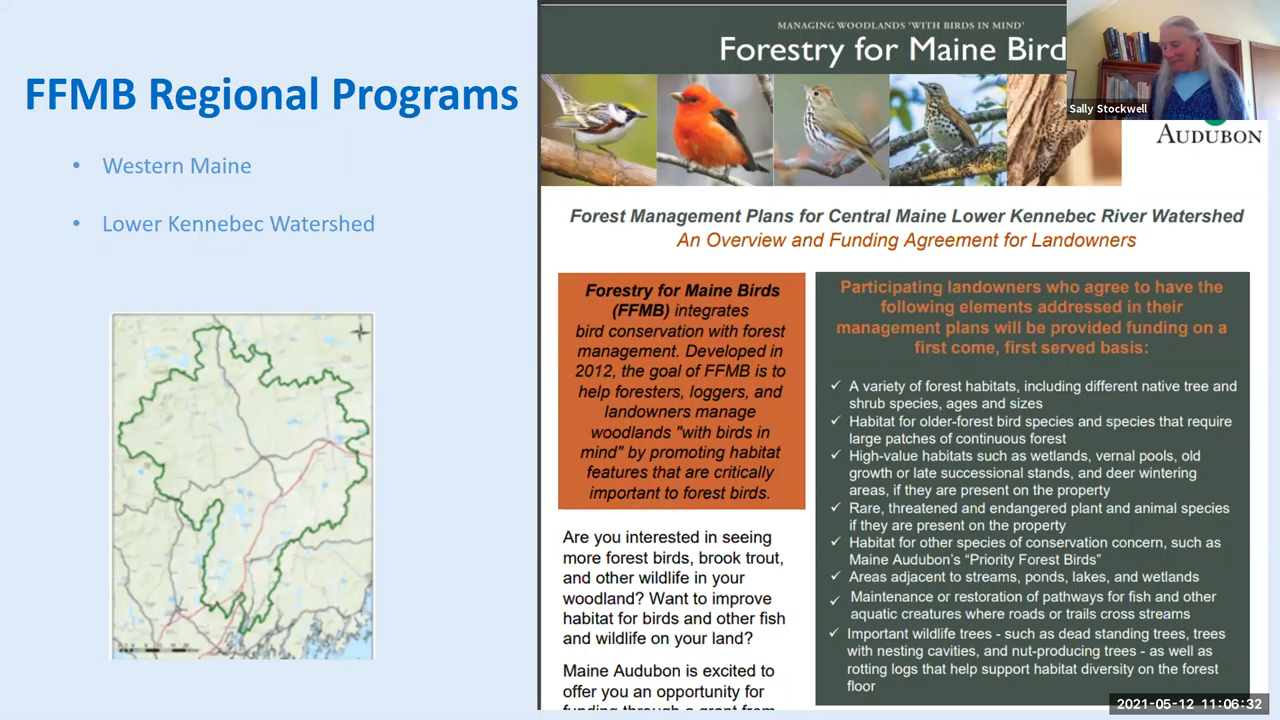 FFMB Regional Programs
• Western Maine
• Lower Kennebec Watershed
MANAGING WOODLANDS 'WITH BIRDS IN MIND'
Forestry for Maine Bird
Sally Stockwell
AUDUBON
Forest Management Plans for Central Maine Lower Kennebec River Watershed
An Overview and Funding Agreement for Landowners
Forestry for Maine Birds
(FFMB) integrates
bird conservation with forest
management. Developed in
2012, the goal of FFMB is to
help foresters, loggers, and
landowners manage
woodlands "with birds in
mind" by promoting habitat
features that are critically
important to forest birds.
Are you interested in seeing
more forest birds, brook trout,
and other wildlife in your
woodland? Want to improve
habitat for birds and other fish
and wildlife on your land?
Maine Audubon is excited to
offer you an opportunity for
funding through a grant from
Participating landowners who agree to have the
following elements addressed in their
management plans will be provided funding on a
first come, first served basis:
✓ A variety of forest habitats, including different native tree and
shrub species, ages and sizes
✓ Habitat for older-forest bird species and species that require
large patches of continuous forest
✓ High-value habitats such as wetlands, vernal pools, old
growth or late successional stands, and deer wintering
areas, if they are present on the property
✓ Rare, threatened and endangered plant and animal species
if they are present on the property
✓ Habitat for other species of conservation concern, such as
Maine Audubon's "Priority Forest Birds"
✓ Areas adjacent to streams, ponds, lakes, and wetlands
✓ Maintenance or restoration of pathways for fish and other
aquatic creatures where roads or trails cross streams
✓ Important wildlife trees - such as dead standing trees, trees
with nesting cavities, and nut-producing trees - as well as
rotting logs that help support habitat diversity on the forest
floor
2021-05-12 11:06:32